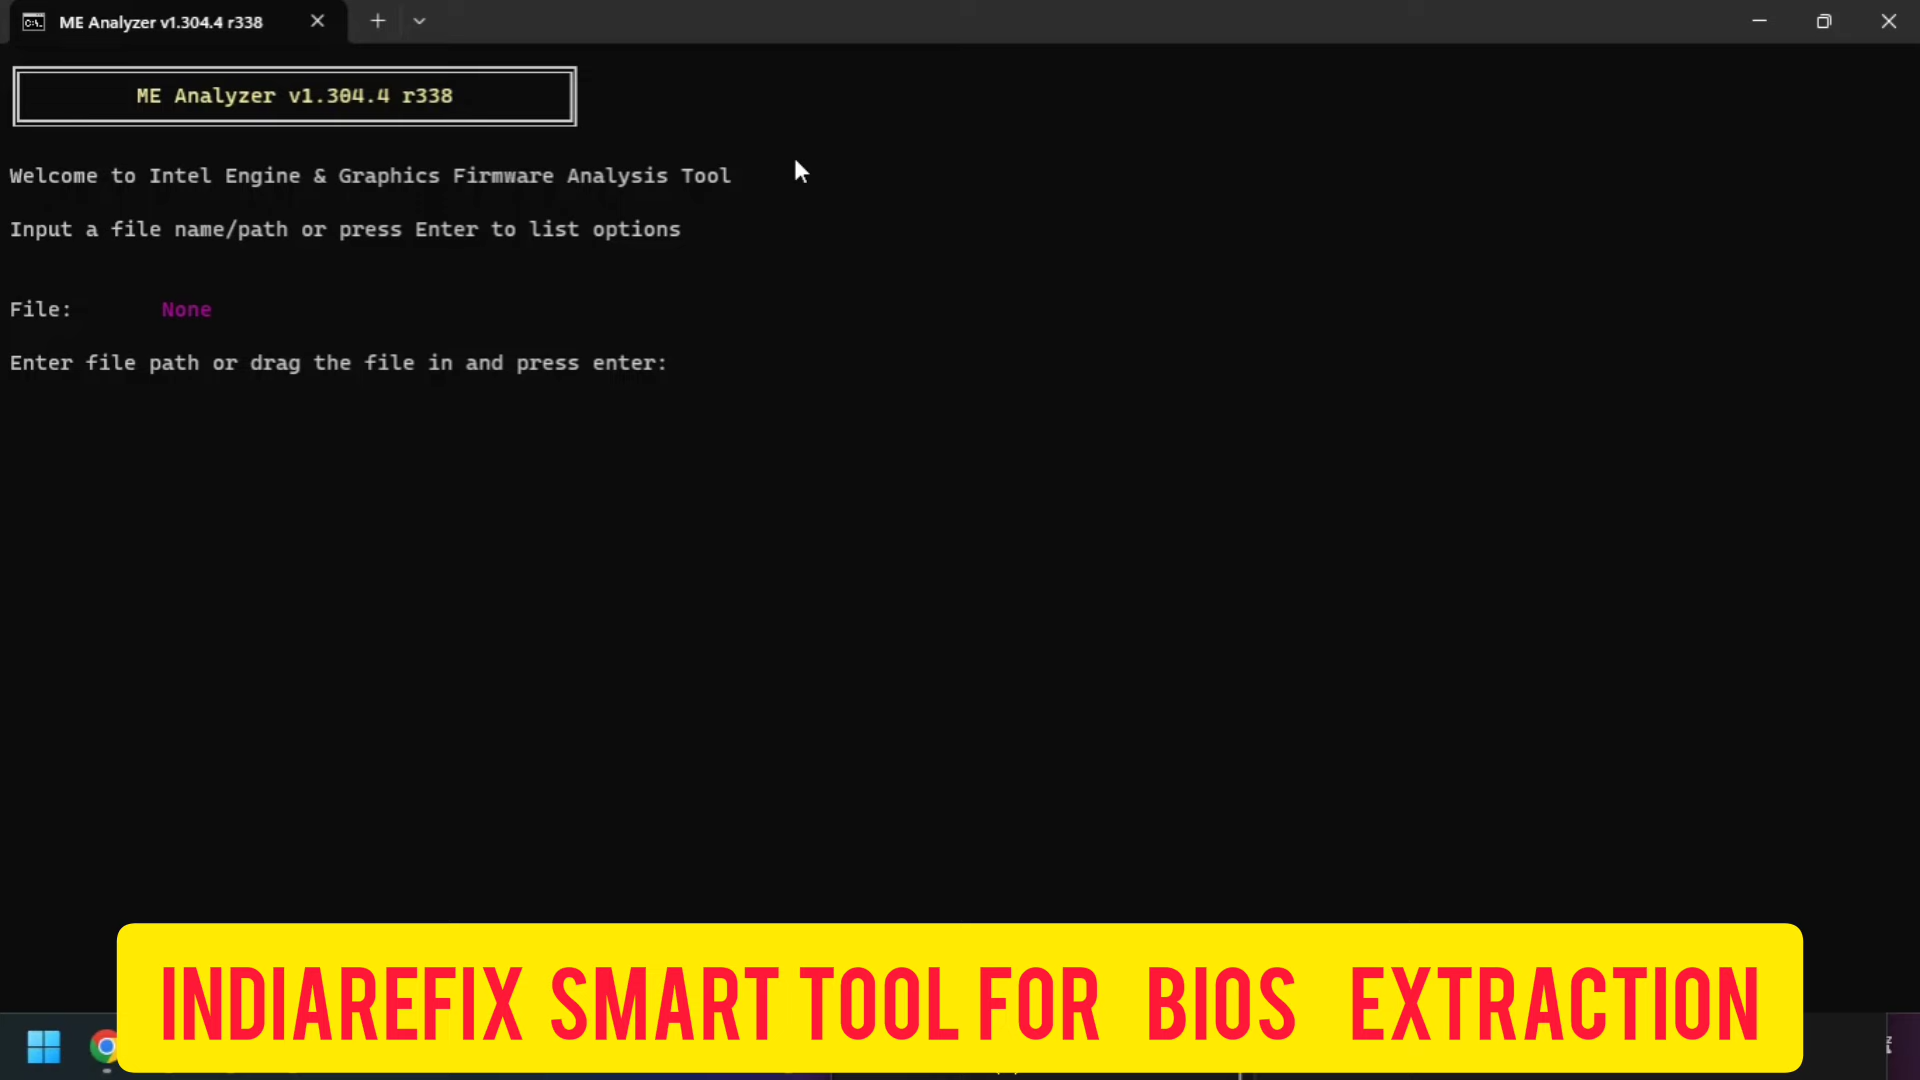 ME Analyzer v1.304.4 r338
ME Analyzer v1.304.4 r338
Welcome to Intel Engine & Graphics Firmware Analysis Tool
Input a file name/path or press Enter to list options
File: None
Enter file path or drag the file in and press enter:
INDIAREFIX SMART TOOL FOR BIOS EXTRACTION